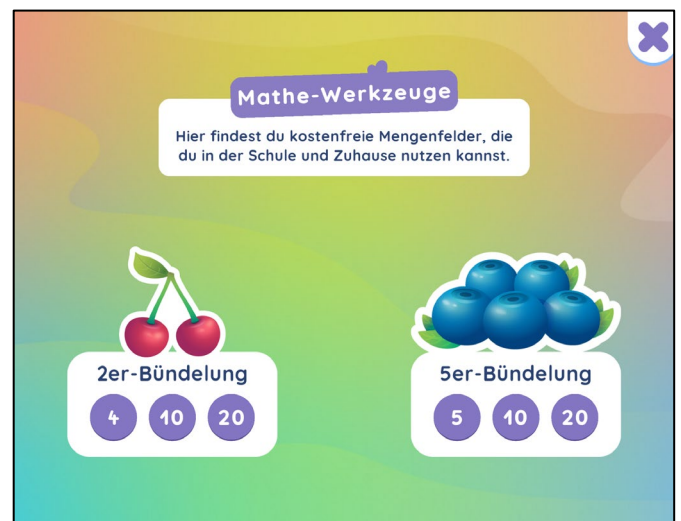 Mathe-Werkzeuge
Hier findest du kostenfreie Mengenfelder, die
du in der Schule und Zuhause nutzen kannst.
2er-Bündelung
4 10 20
5er-Bündelung
5 10 20